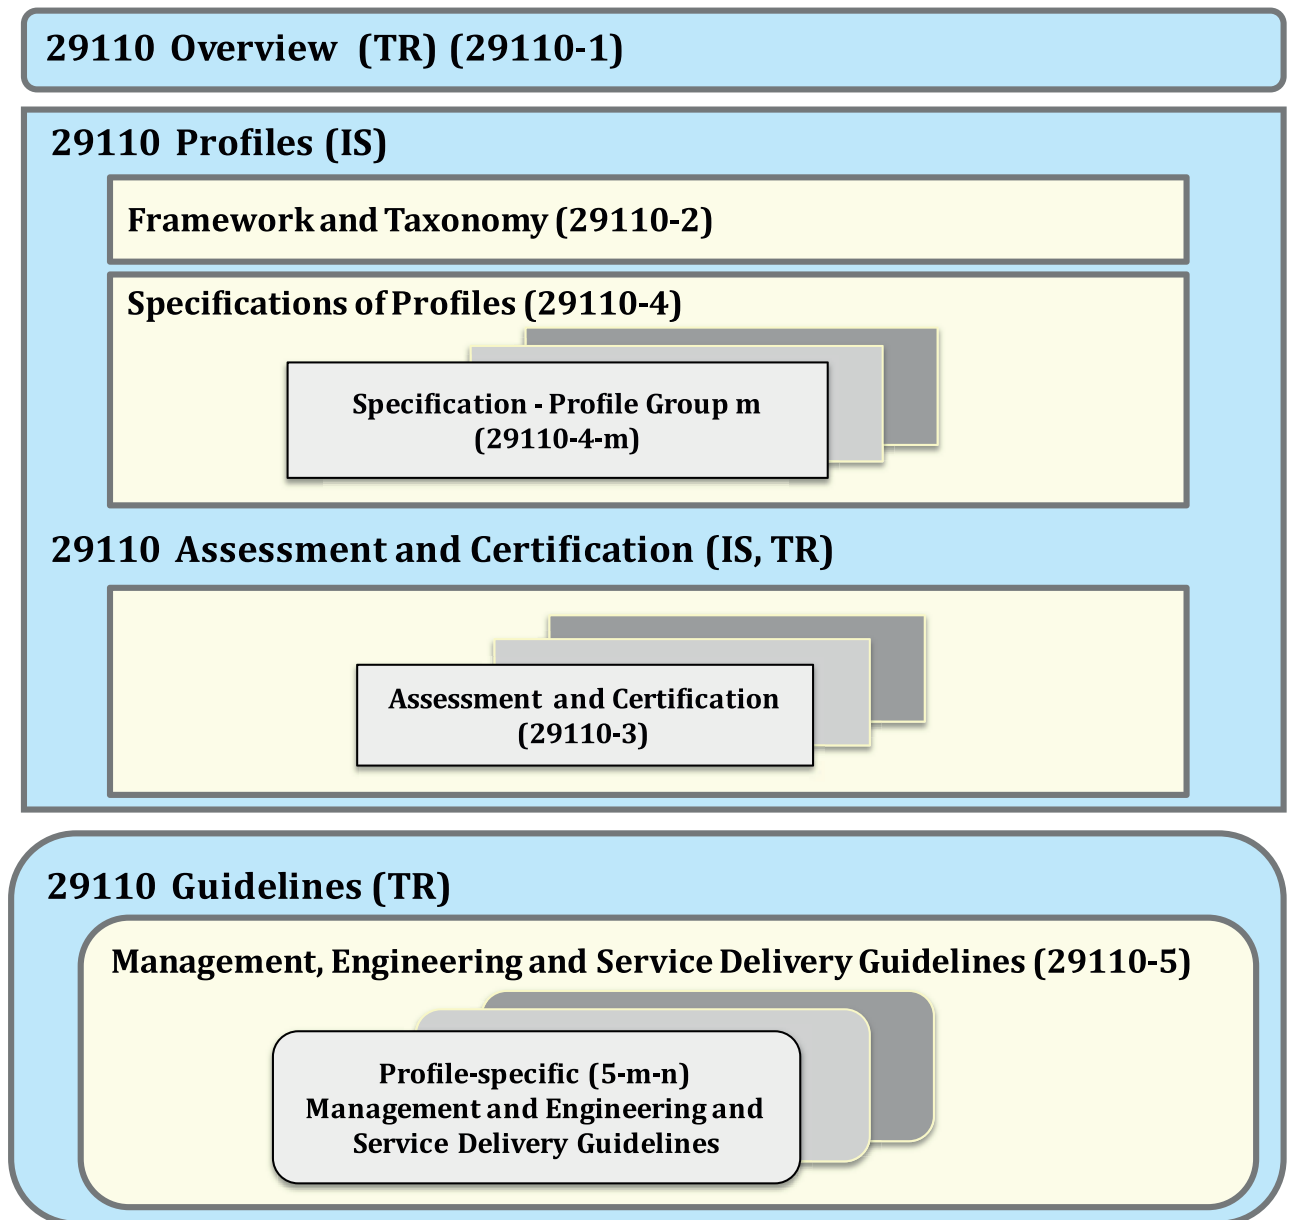 29110 Overview (TR) (29110-1)
29110 Profiles (IS)
Framework and Taxonomy (29110-2)
Specifications of Profiles (29110-4)
Specification - Profile Group m
(29110-4-m)
29110 Assessment and Certification (IS, TR)
Assessment and Certification
(29110-3)
29110 Guidelines (TR)
Management, Engineering and Service Delivery Guidelines (29110-5)
Profile-specific (5-m-n)
Management and Engineering and
Service Delivery Guidelines